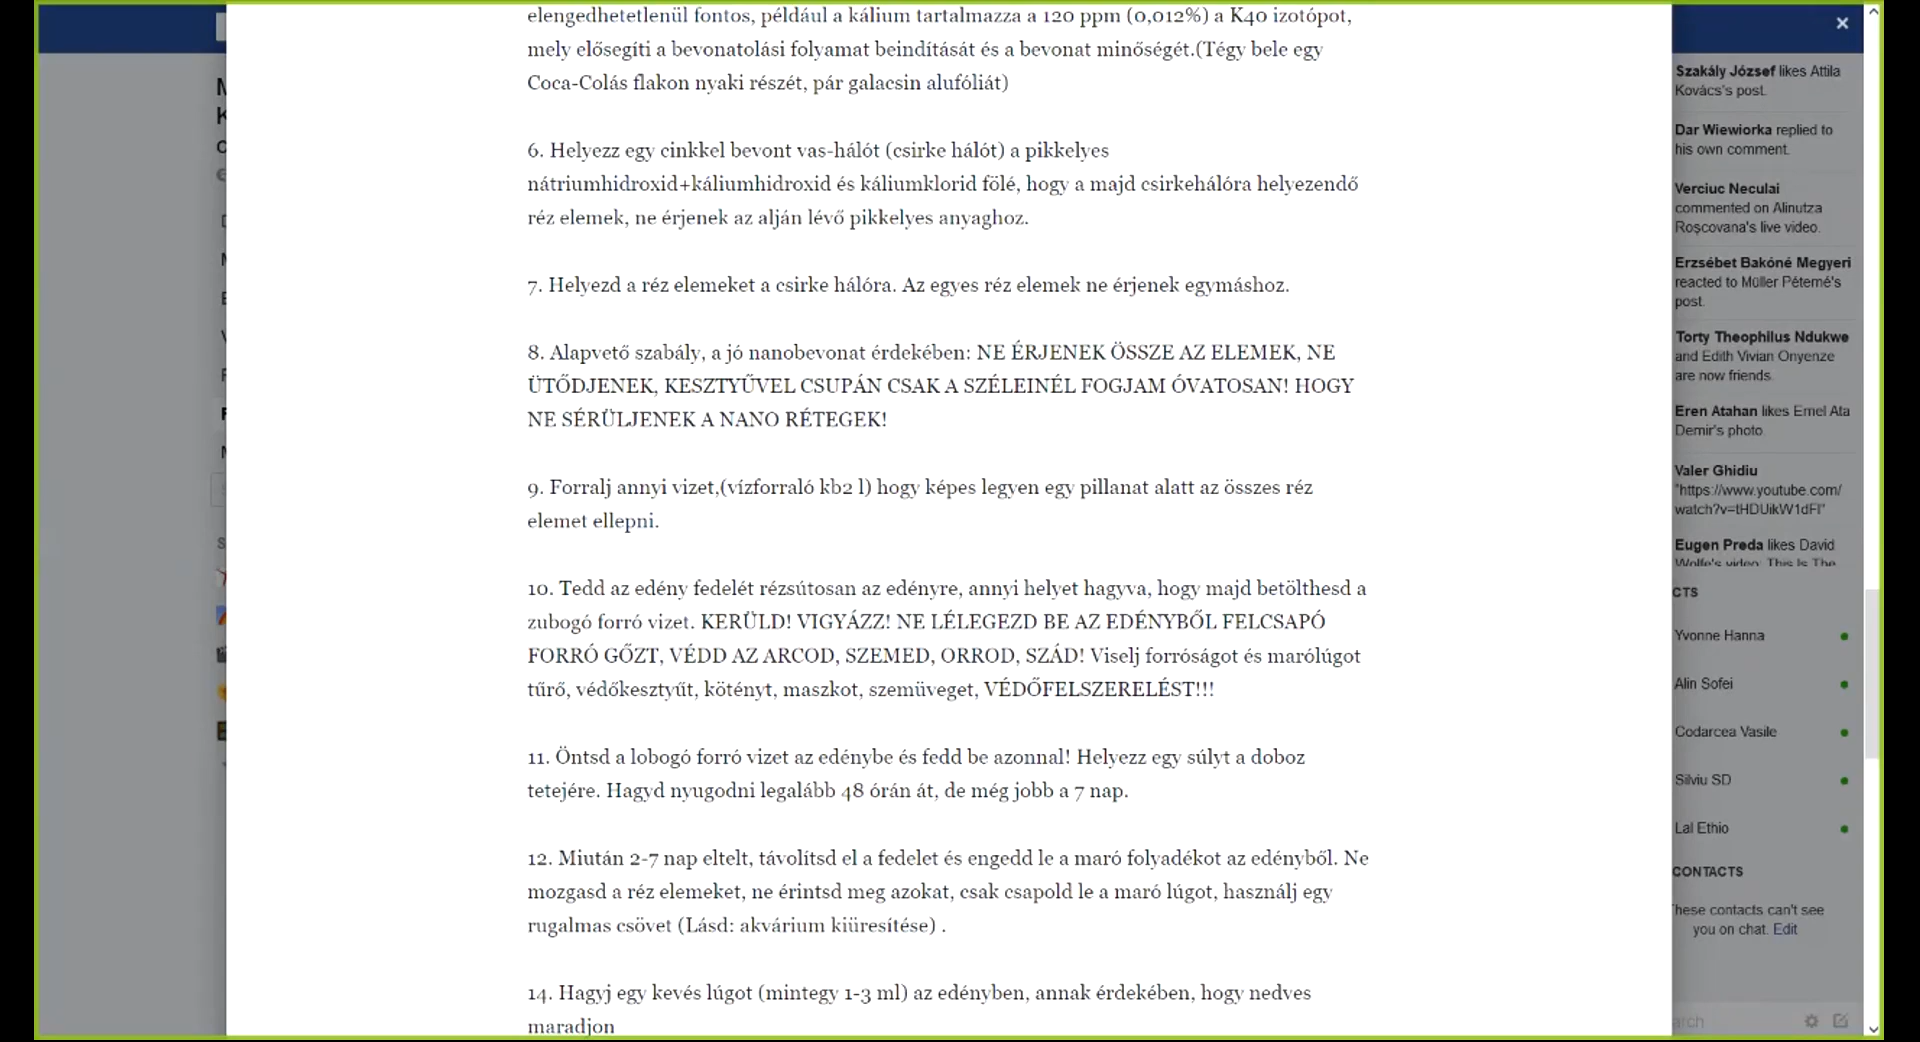 elengedhetetlenül fontos, például a kálium tartalmazza a 120 ppm (0,012%) a K40 izotópot,
mely elősegíti a bevonatolási folyamat beindítását és a bevonat minőségét.(Tégy bele egy
Coca-Colás flakon nyaki részét, pár galacsin alufóliát)
6. Helyezz egy cinkkel bevont vas-hálót (csirke hálót) a pikkelyes
nátriumhidroxid+káliumhidroxid és káliumklorid fölé, hogy a majd csirkehálóra helyezendő
réz elemek, ne érjenek az alján lévő pikkelyes anyaghoz.
7. Helyezd a réz elemeket a csirke hálóra. Az egyes réz elemek ne érjenek egymáshoz.
8. Alapvető szabály, a jó nanobevonat érdekében: NE ÉRJENEK ÖSSZE AZ ELEMEK, NE
ÜTŐDJENEK, KESZTYŰVEL CSUPÁN CSAK A SZÉLEINÉL FOGJAM ÓVATOSAN! HOGY
NE SÉRÜLJENEK A NANO RÉTEGEK!
9. Forralj annyi vizet,(vízforraló kb2 l) hogy képes legyen egy pillanat alatt az összes réz
elemet ellepni.
10. Tedd az edény fedelét rézsútosan az edényre, annyi helyet hagyva, hogy majd betölthesd a
zubogó forró vizet. KERÜLD! VIGYÁZZ! NE LÉLEGEZD BE AZ EDÉNYBŐL FELCSAPÓ
FORRÓ GŐZT, VÉDD AZ ARCOD, SZEMED, ORROD, SZÁD! Viselj forróságot és marólúgot
tűrő, védőkesztyűt, kötényt, maszkot, szemüveget, VÉDŐFELSZERELÉST!!!
11. Öntsd a lobogó forró vizet az edénybe és fedd be azonnal! Helyezz egy súlyt a doboz
tetejére. Hagyd nyugodni legalább 48 órán át, de még jobb a 7 nap.
12. Miután 2-7 nap eltelt, távolítsd el a fedelet és engedd le a maró folyadékot az edényből. Ne
mozgasd a réz elemeket, ne érintsd meg azokat, csak csapold le a maró lúgot, használj egy
rugalmas csövet (Lásd: akvárium kiüresítése) .
14. Hagyj egy kevés lúgot (mintegy 1-3 ml) az edényben, annak érdekében, hogy nedves
maradjon
Szakály József likes Attila
Kovács's post.
Dar Wiewiorka replied to
his own comment.
Verciuc Neculai
commented on Alinutza
Roșcovana's live video.
Erzsébet Bakóné Megyeri
reacted to Müller Péterné's
post.
Torty Theophilus Ndukwe
and Edith Vivian Onyenze
are now friends.
Eren Atahan likes Emel Ata
Demir's photo.
Valer Ghidiu
"https://www.youtube.com/
watch?v=tHDUikW1dFI"
Eugen Preda likes David
Wolfe's video: This Is The
CTS
Yvonne Hanna
Alin Sofei
Codarcea Vasile
Silviu SD
Lal Ethio
CONTACTS
These contacts can't see
you on chat. Edit
arch